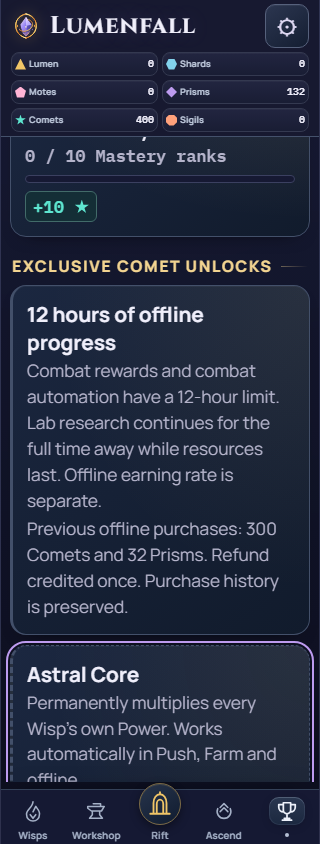 LUMENFALL
Lumen 0
Shards 0
Motes 0
Prisms 132
Comets 400
Sigils 0
0 / 10 Mastery ranks
+10 ★
EXCLUSIVE COMET UNLOCKS
12 hours of offline
progress
Combat rewards and combat
automation have a 12-hour limit.
Lab research continues for the
full time away while resources
last. Offline earning rate is
separate.
Previous offline purchases: 300
Comets and 32 Prisms. Refund
credited once. Purchase history
is preserved.
Astral Core
Permanently multiplies every
Wisp's own Power. Works
automatically in Push, Farm and
offline
Wisps
Workshop
Rift
Ascend